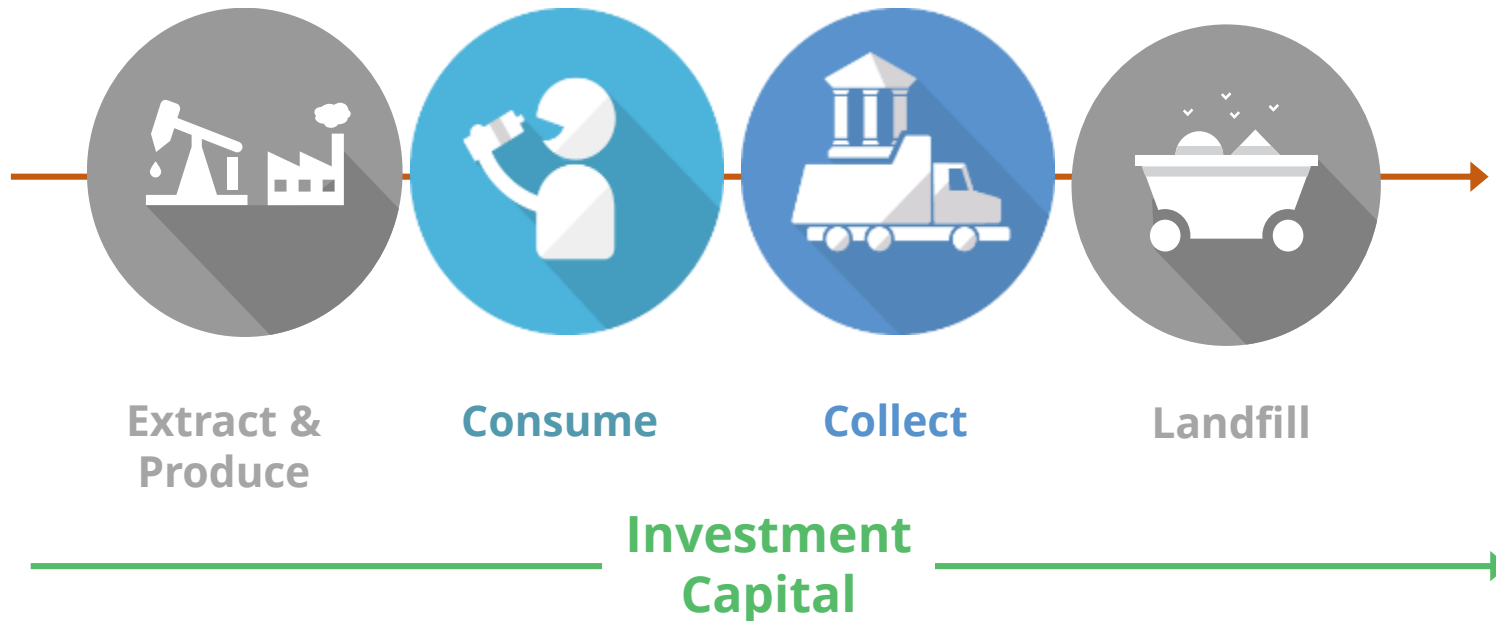 Extract &
Produce
Consume
Collect
Landfill
Investment
Capital